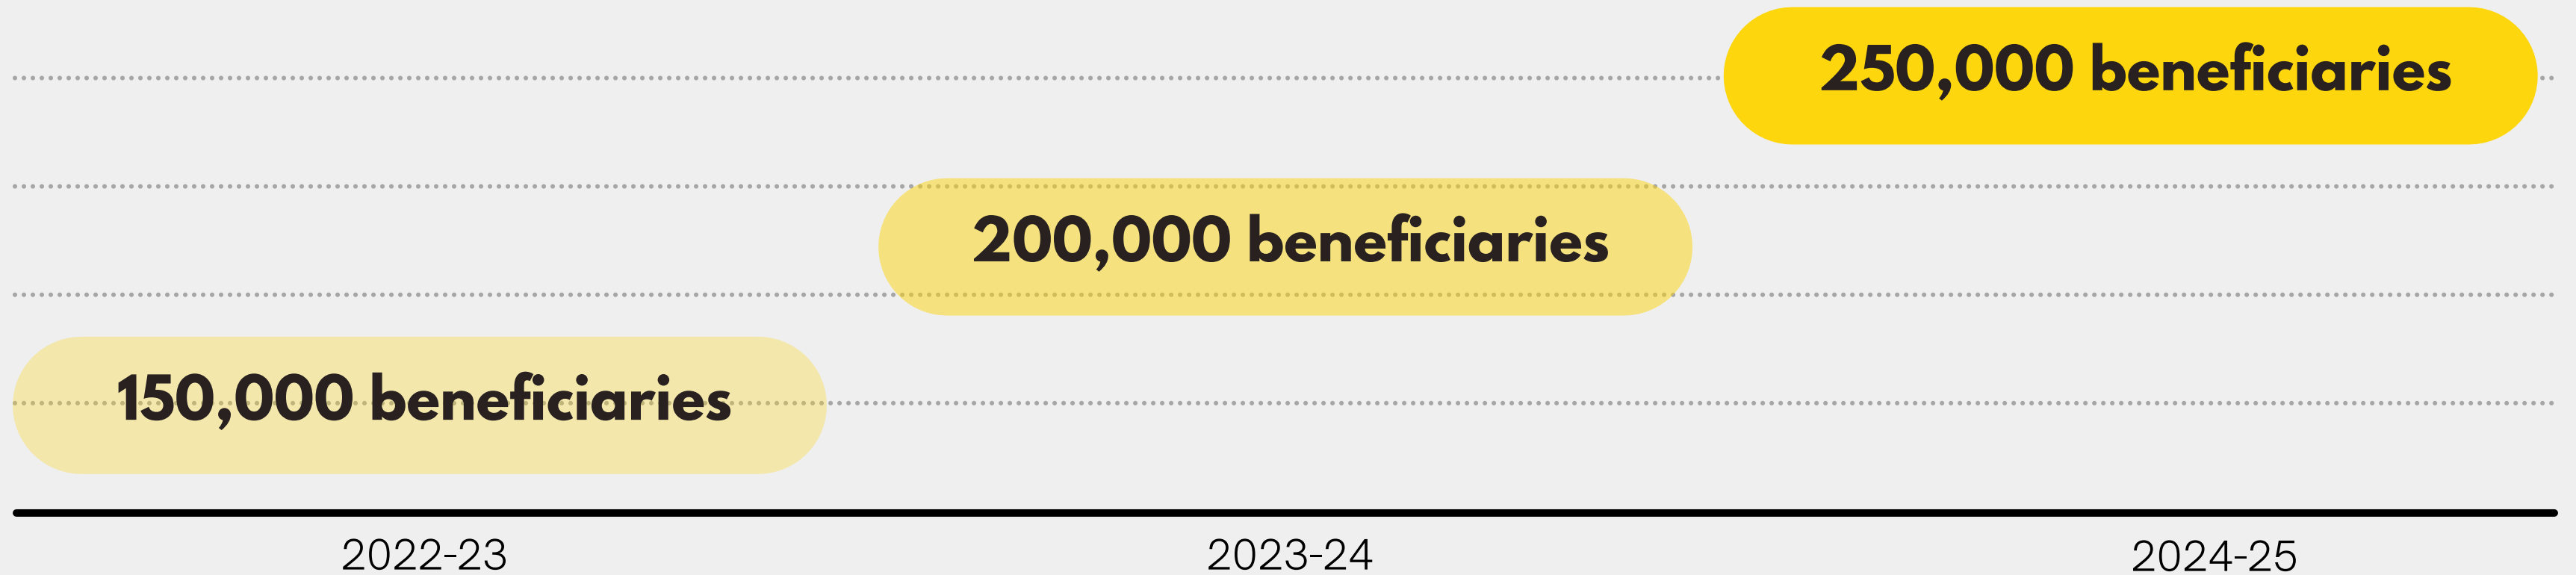 250,000 beneficiaries
200,000 beneficiaries
150,000 beneficiaries
2022-23
2023-24
2024-25